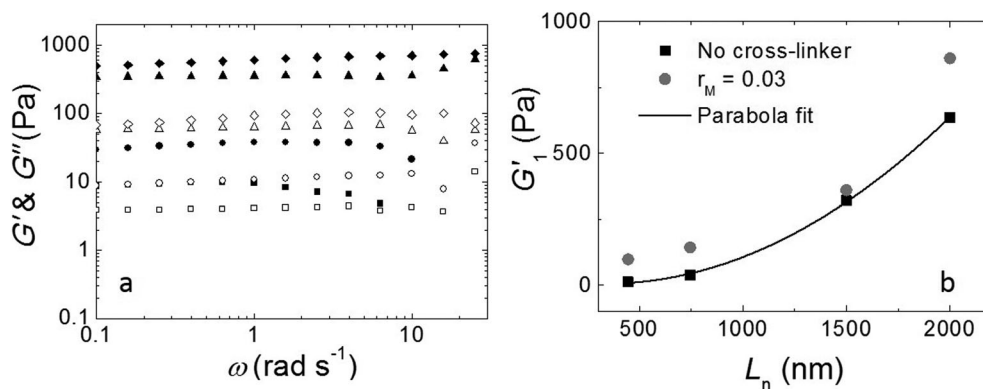 1000
100
10
1
0.1
G' & G'' (Pa)
a
0.1
1
10
ω (rad s⁻¹)
1000
500
0
G'₁ (Pa)
No cross-linker
r_M = 0.03
Parabola fit
b
500
1000
1500
2000
Lₙ (nm)